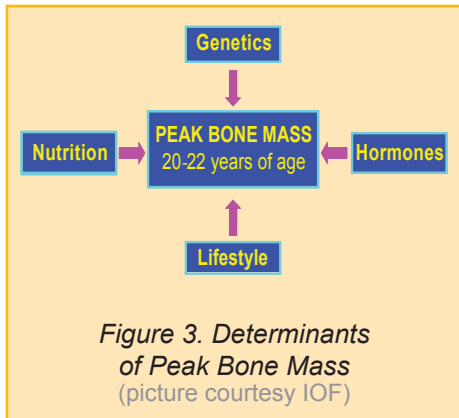 Genetics
PEAK BONE MASS
20-22 years of age
Nutrition
Hormones
Lifestyle
Figure 3. Determinants
of Peak Bone Mass
(picture courtesy IOF)